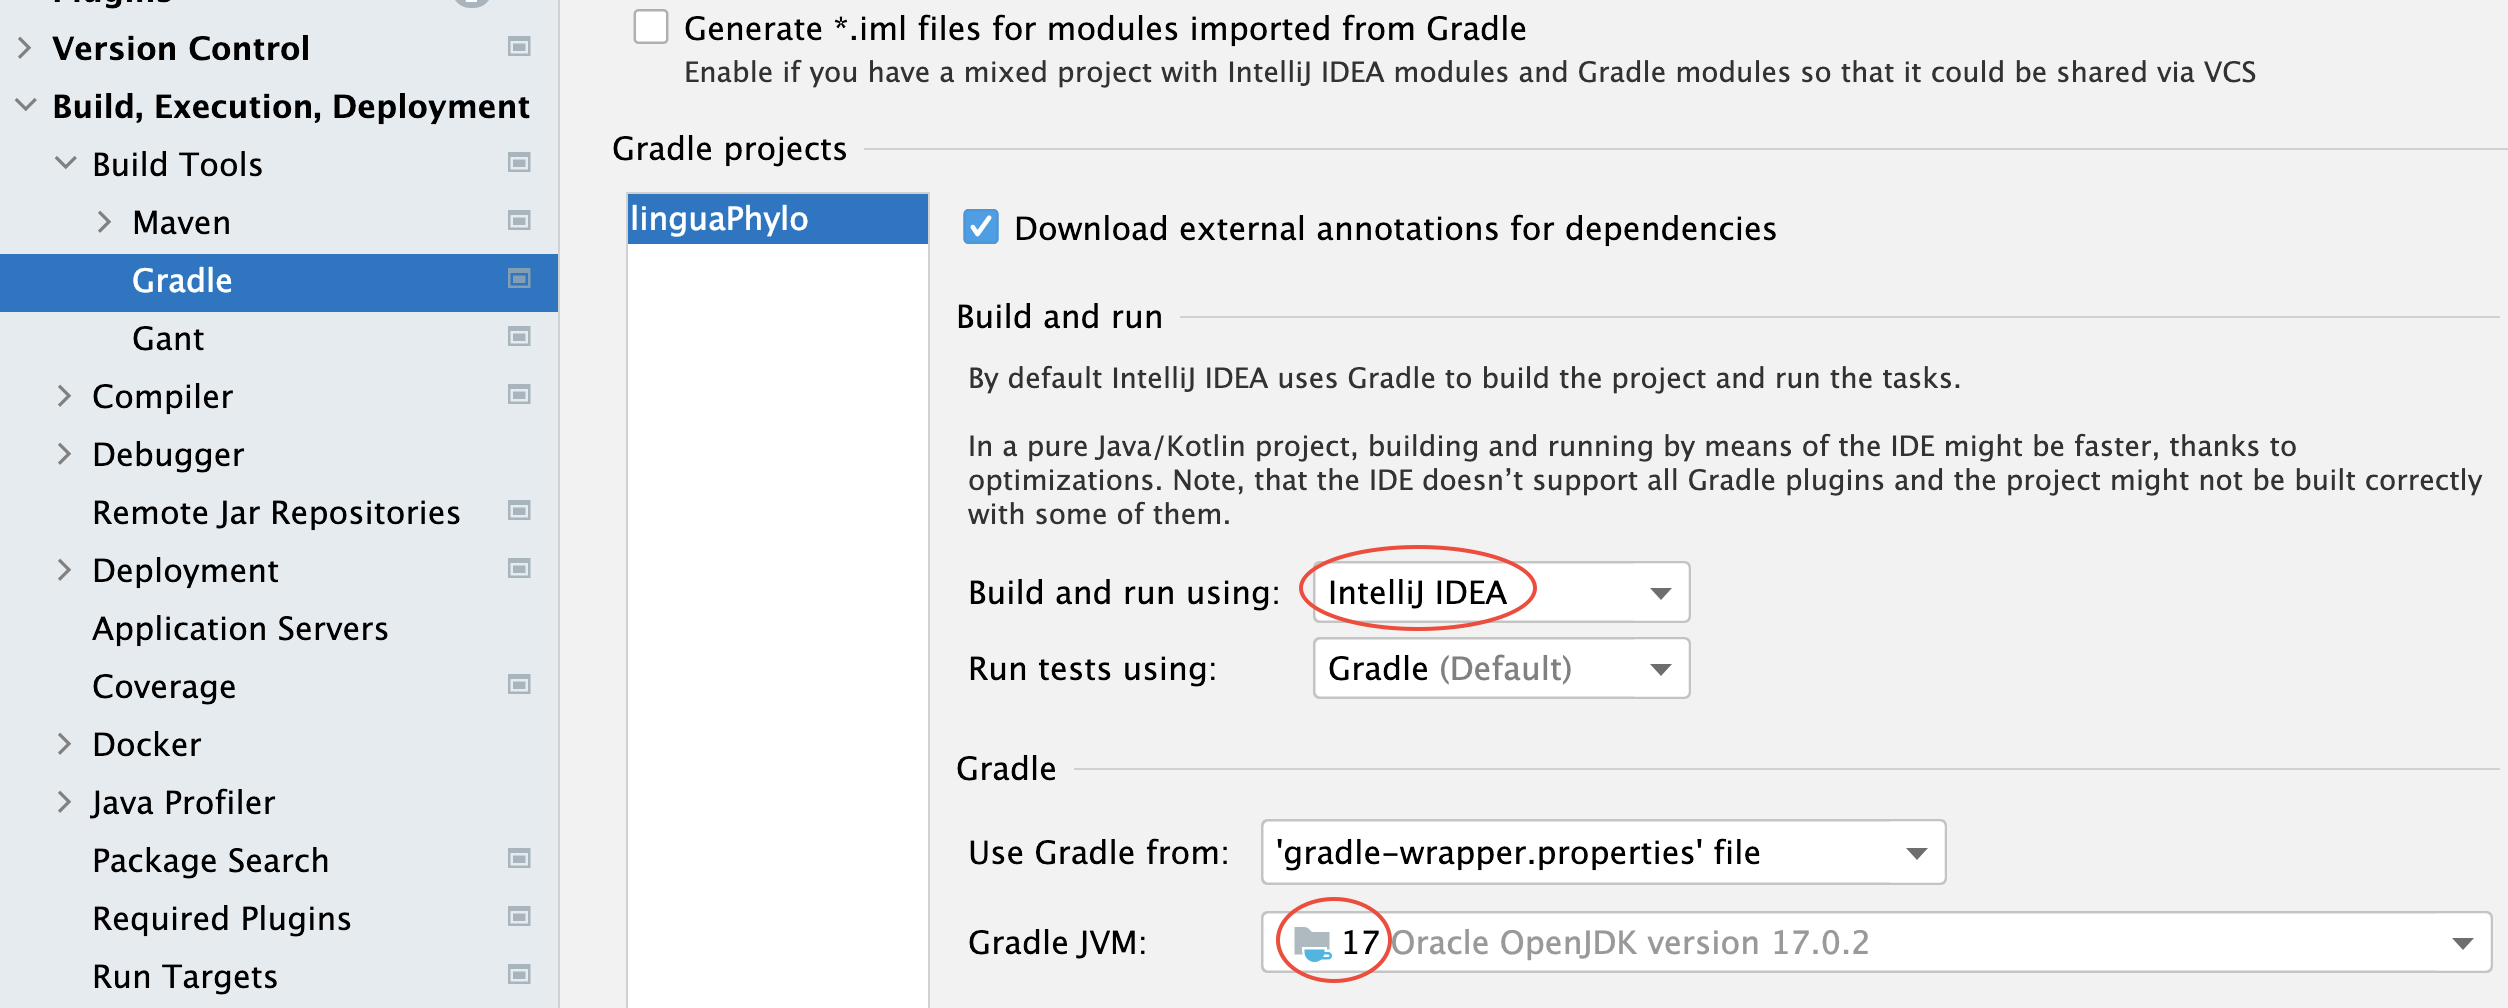 Plugins
Version Control
Build, Execution, Deployment
Build Tools
Maven
Gradle
Gant
Compiler
Debugger
Remote Jar Repositories
Deployment
Application Servers
Coverage
Docker
Java Profiler
Package Search
Required Plugins
Run Targets
Generate *.iml files for modules imported from Gradle
Enable if you have a mixed project with IntelliJ IDEA modules and Gradle modules so that it could be shared via VCS
Gradle projects
linguaPhylo
Download external annotations for dependencies
Build and run
By default IntelliJ IDEA uses Gradle to build the project and run the tasks.
In a pure Java/Kotlin project, building and running by means of the IDE might be faster, thanks to
optimizations. Note, that the IDE doesn't support all Gradle plugins and the project might not be built correctly
with some of them.
Build and run using: IntelliJ IDEA
Run tests using: Gradle (Default)
Gradle
Use Gradle from: 'gradle-wrapper.properties' file
Gradle JVM: 17 Oracle OpenJDK version 17.0.2